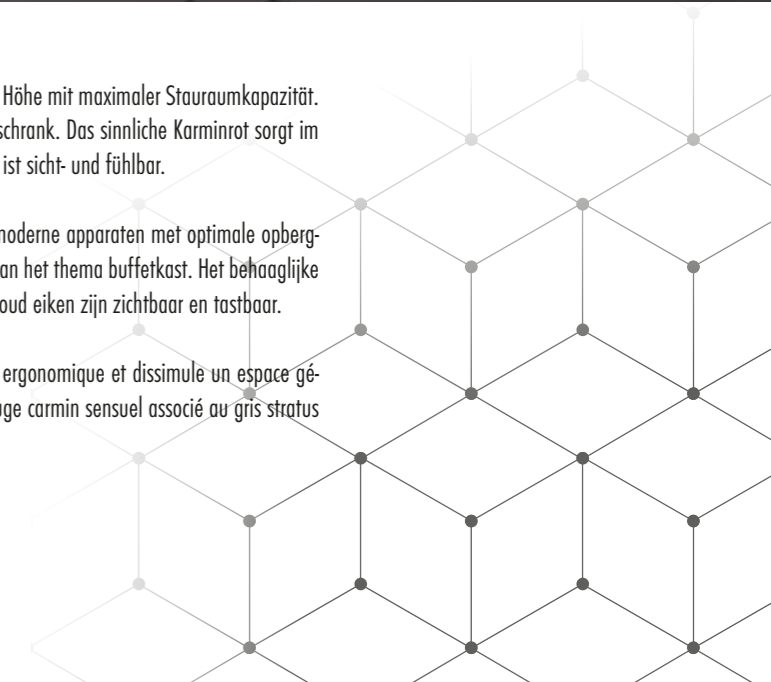 Höhe mit maximaler Stauraumkapazität.
schrank. Das sinnliche Karminrot sorgt im
ist sicht- und fühlbar.
moderne apparaten met optimale opberg-
an het thema buffetkast. Het behaaglijke
oud eiken zijn zichtbaar en tastbaar.
ergonomique et dissimule un espace gé-
uge carmin sensuel associé au gris stratus